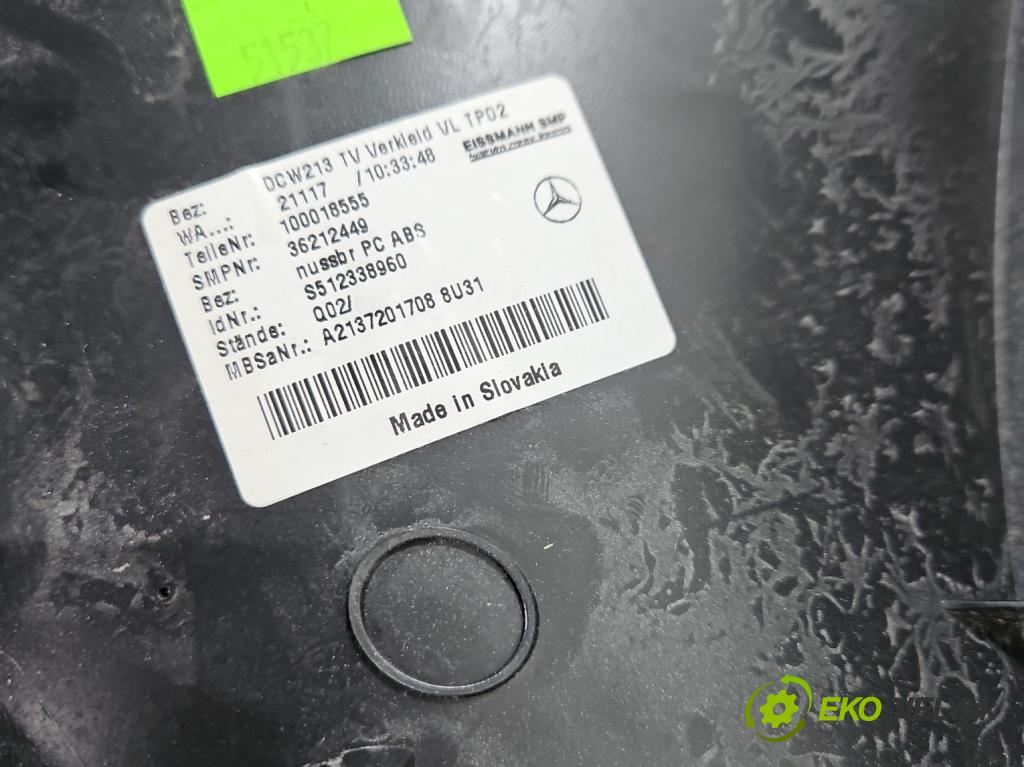 51537
Bez: DCW213 TV Verkleid VL TP02
WA...: 21117 /10:33:48
EISSMANN SMP
TeileNr: 100018555
SMPNr: 36212449
Bez: nussbr PC ABS
IdNr.: S512338960
Stände: Q02/
MBSaNr.: A2137201708 8U31
Made in Slovakia
EKO